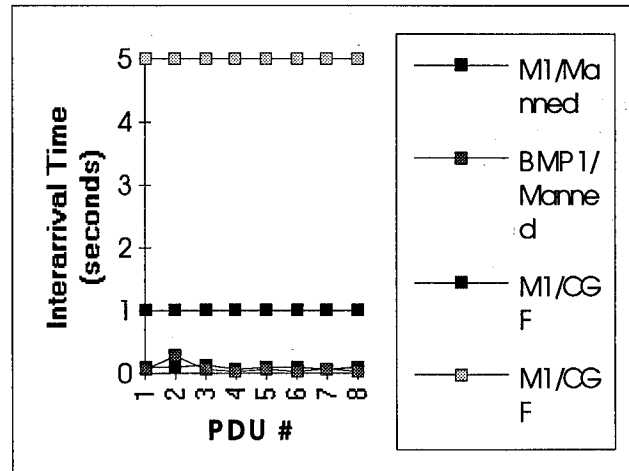 Interarrival Time
(seconds)
5
4
3
2
1
0
1 2 3 4 5 6 7 8
PDU #
M1/Ma
nned
BMP1/
Manne
d
M1/CG
F
M1/CG
F